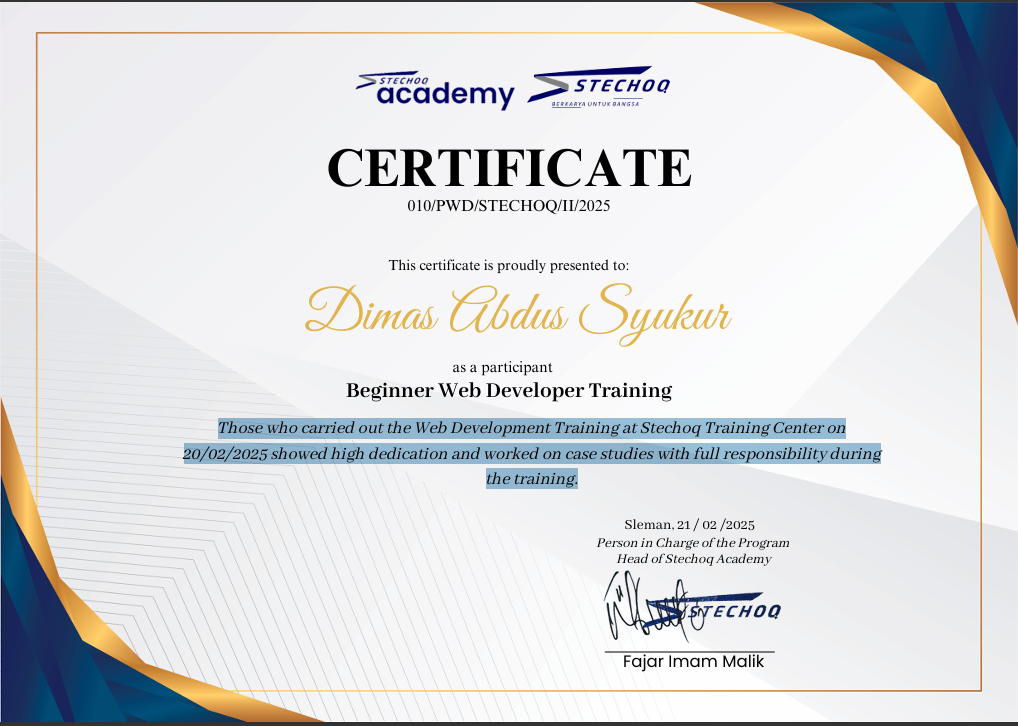 STECHOQ
academy
STECHOQ
BERKARYA UNTUK BANGSA
CERTIFICATE
010/PWD/STECHOQ/II/2025
This certificate is proudly presented to:
Dimas Abdus Syukur
as a participant
Beginner Web Developer Training
Those who carried out the Web Development Training at Stechoq Training Center on
20/02/2025 showed high dedication and worked on case studies with full responsibility during
the training.
Sleman, 21 / 02 /2025
Person in Charge of the Program
Head of Stechoq Academy
STECHOQ
Fajar Imam Malik